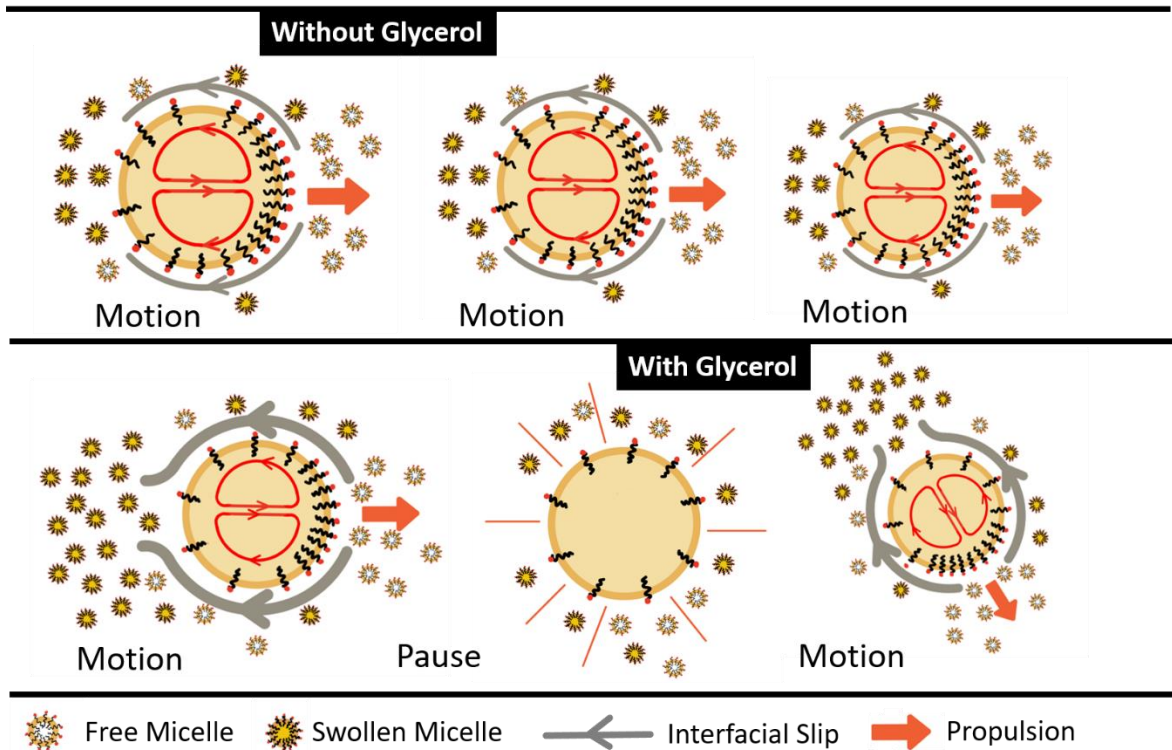 Without Glycerol
Motion
Motion
Motion
With Glycerol
Motion
Pause
Motion
Free Micelle
Swollen Micelle
Interfacial Slip
Propulsion